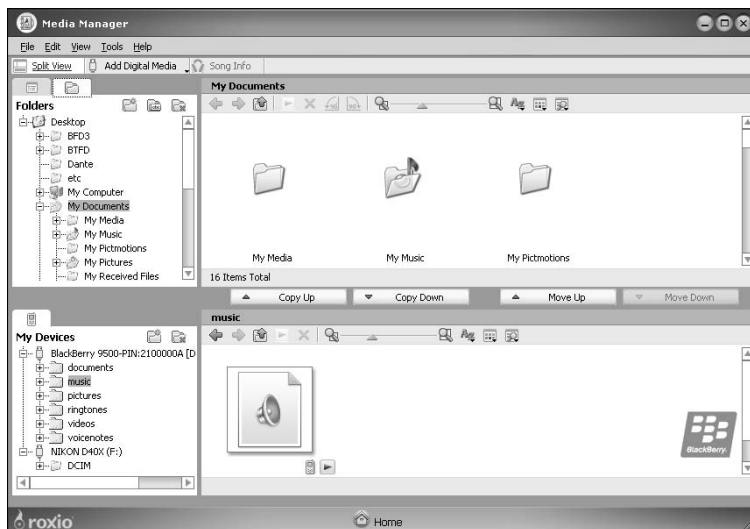 Media Manager
File Edit View Tools Help
Split View Add Digital Media Song Info
Folders
Desktop
BFD3
BTFD
Dante
etc
My Computer
My Documents
My Media
My Music
My Pictmotions
My Pictures
My Received Files
My Documents
My Media My Music My Pictmotions
16 Items Total
Copy Up Copy Down Move Up Move Down
My Devices
BlackBerry 9500-PIN:2100000A [D
documents
music
pictures
ringtones
videos
voicenotes
NIKON D40X (F:)
DCIM
music
BlackBerry.
roxio
Home